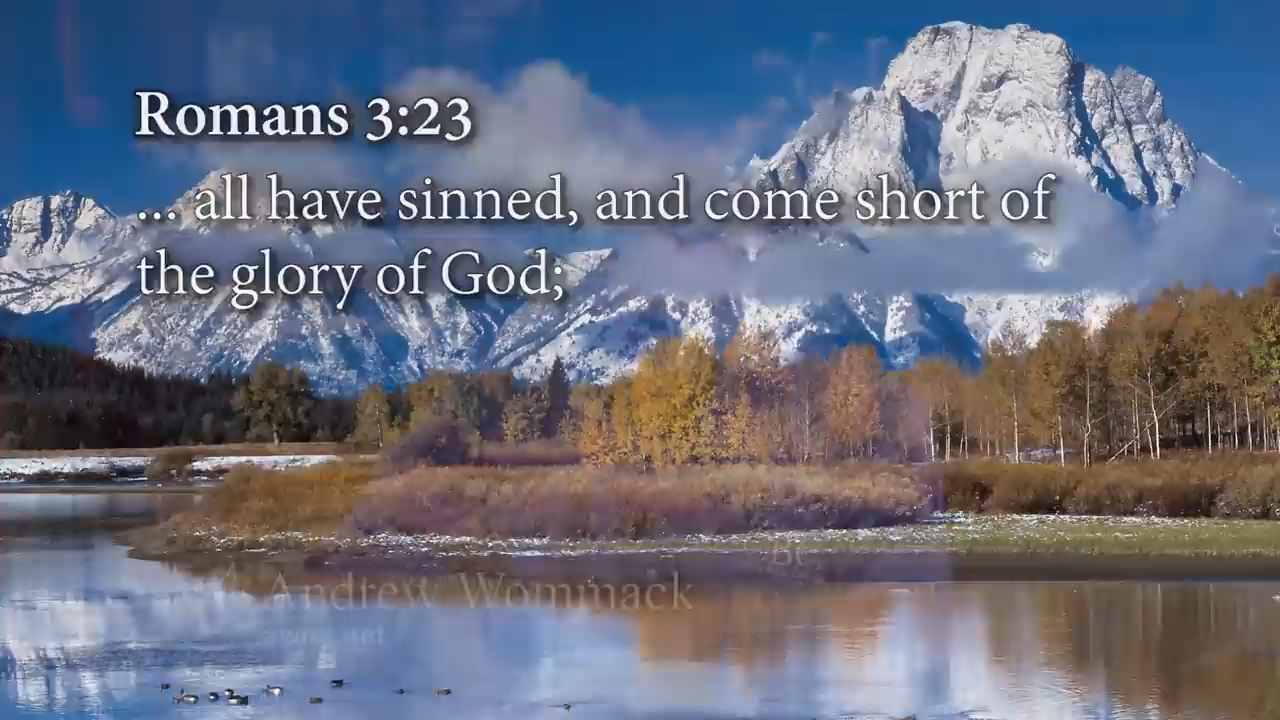 Romans 3:23
... all have sinned, and come short of
the glory of God;
Andrew Wommack